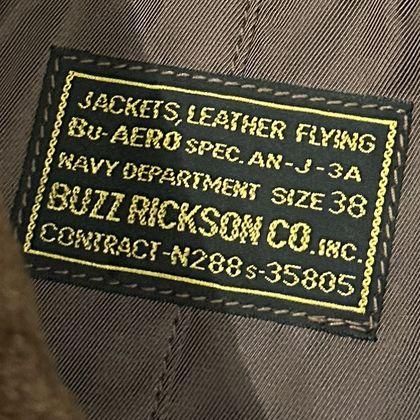 JACKETS, LEATHER FLYING
Bu-AERO SPEC. AN-J-3A
NAVY DEPARTMENT SIZE 38
BUZZ RICKSON CO. INC.
CONTRACT-N288s-35805